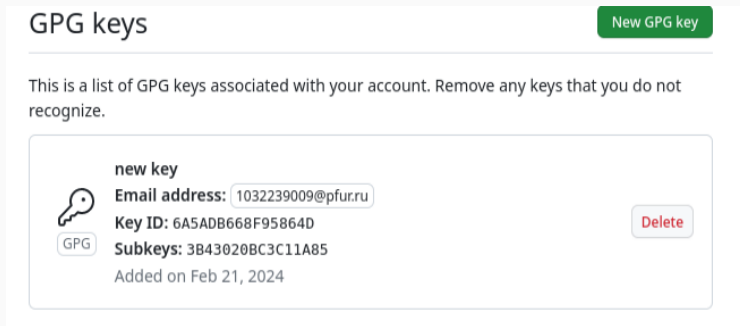 GPG keys
New GPG key
This is a list of GPG keys associated with your account. Remove any keys that you do not
recognize.
new key
Email address: 1032239009@pfur.ru
Key ID: 6A5ADB668F95864D
GPG
Subkeys: 3B43020BC3C11A85
Delete
Added on Feb 21, 2024